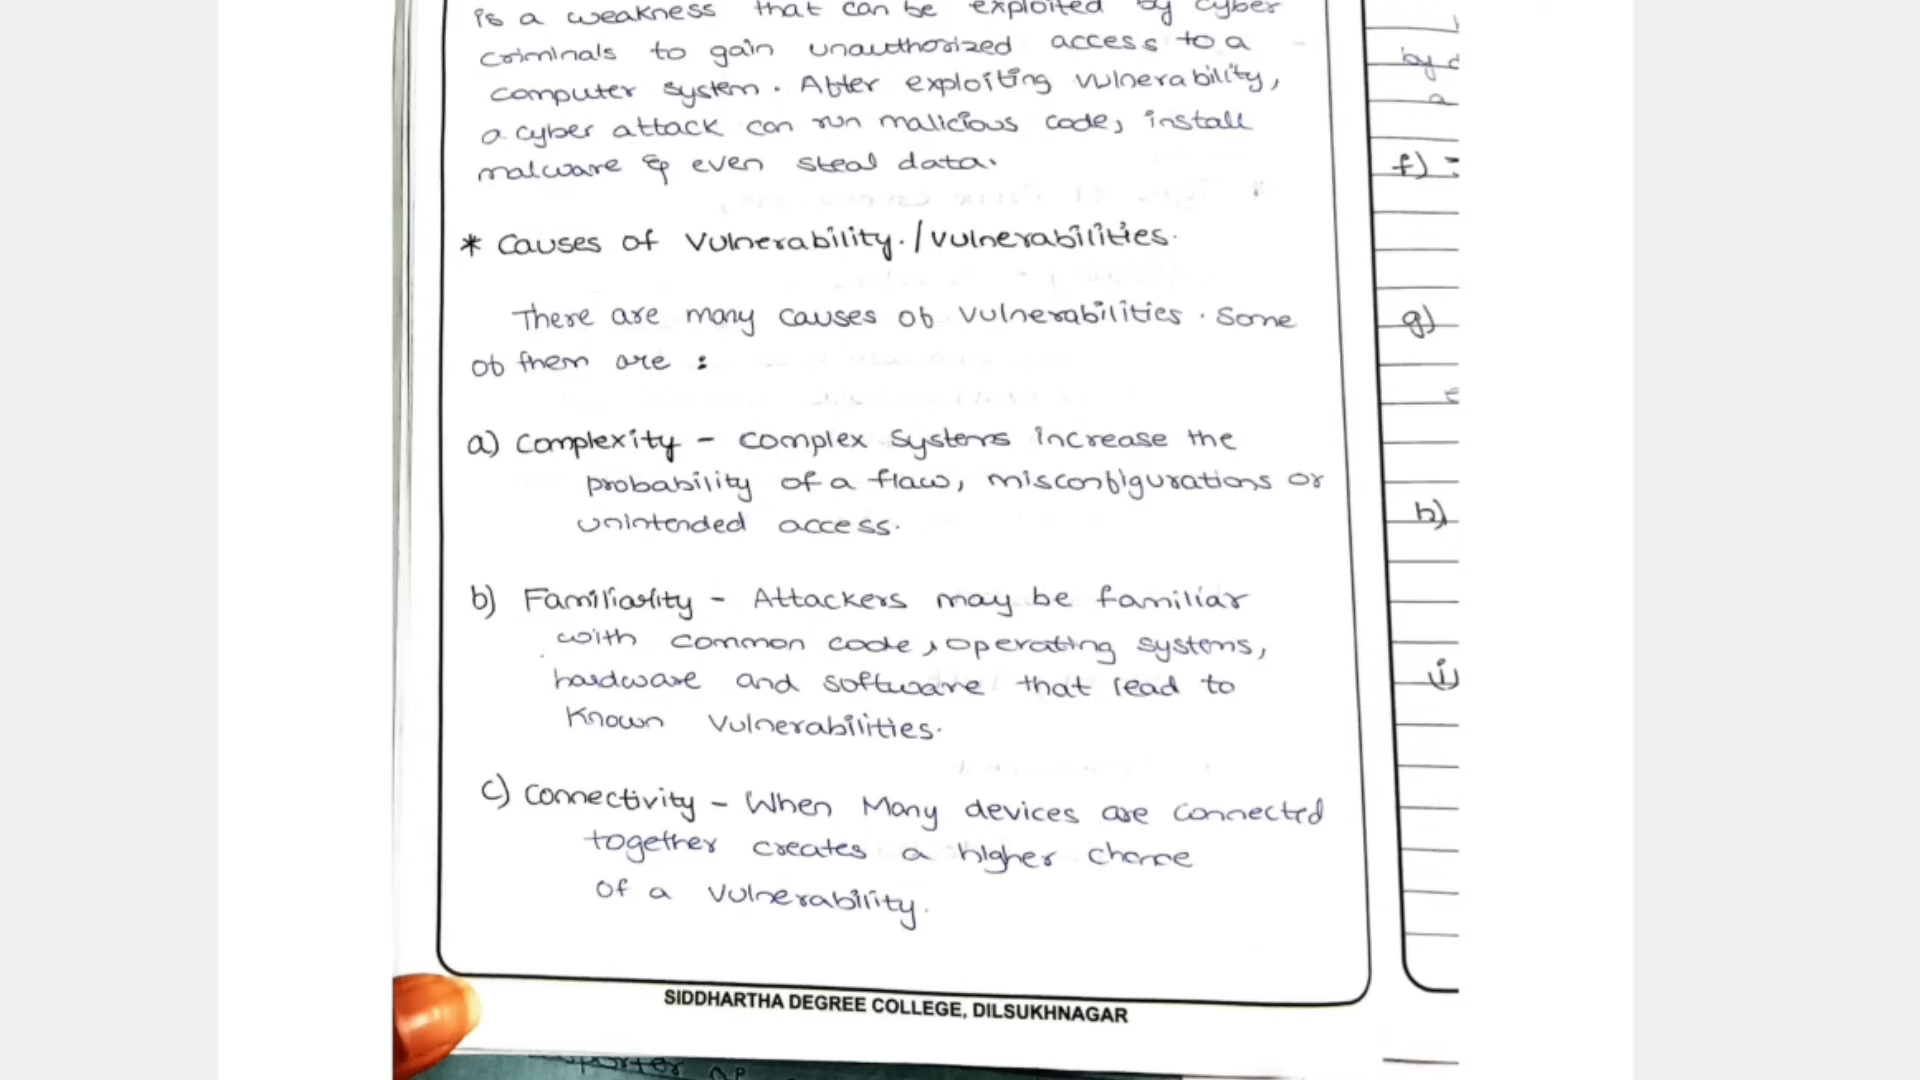 is a weakness that can be exploited by cyber
criminals to gain unauthorized access to a
computer system. After exploiting vulnerability,
a cyber attack can run malicious code, install
malware & even steal data.
* Causes of Vulnerability. / Vulnerabilities.
There are many causes of vulnerabilities. Some
of them are :
a) Complexity - Complex Systems increase the
probability of a flaw, misconfigurations or
unintended access.
b) Familiarity - Attackers may be familiar
with common code, operating systems,
hardware and software that lead to
known vulnerabilities.
c) Connectivity - When Many devices are connected
together creates a higher chance
of a vulnerability.
SIDDHARTHA DEGREE COLLEGE, DILSUKHNAGAR
by
a
f)
g)
h)
i)